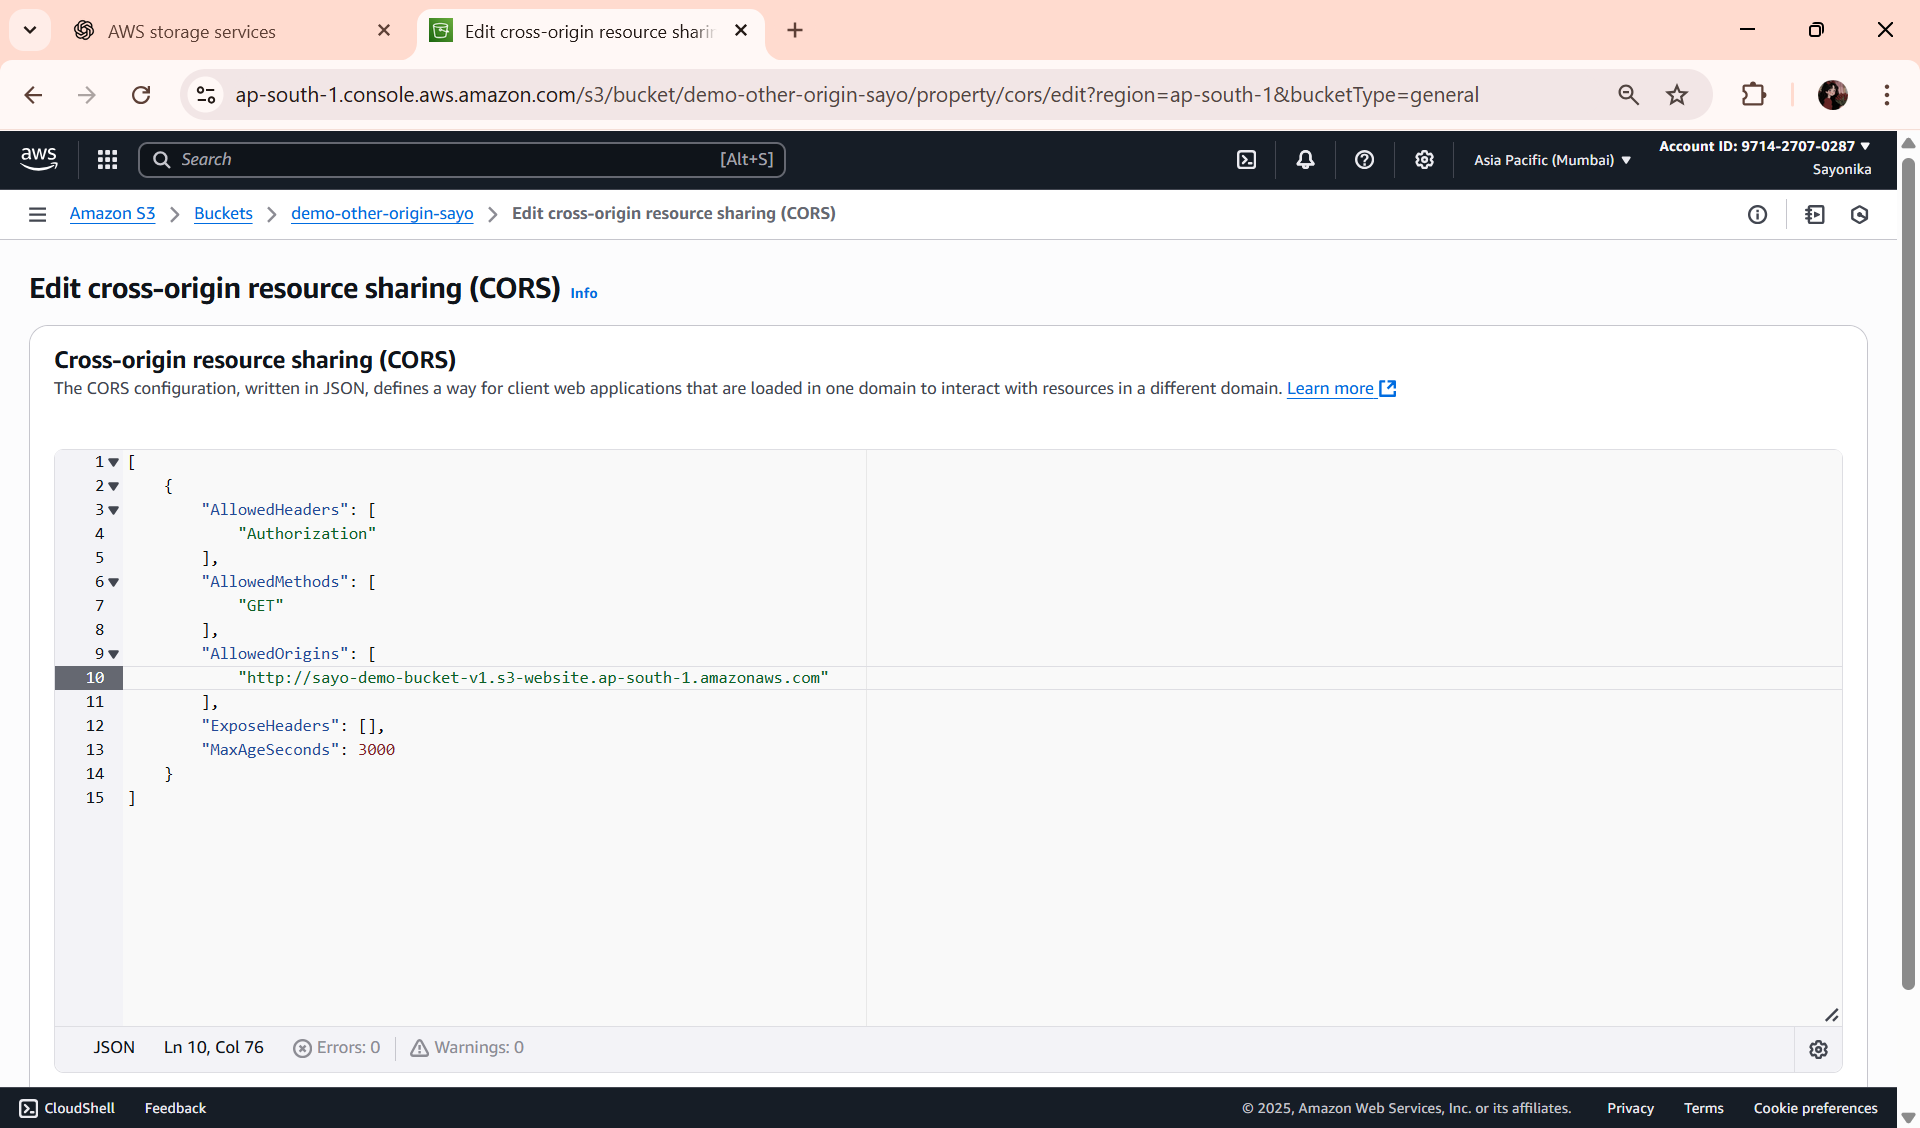 AWS storage services
Edit cross-origin resource sharin
ap-south-1.console.aws.amazon.com/s3/bucket/demo-other-origin-sayo/property/cors/edit?region=ap-south-1&bucketType=general
aws
Search [Alt+S]
Asia Pacific (Mumbai)
Account ID: 9714-2707-0287
Sayonika
Amazon S3 > Buckets > demo-other-origin-sayo > Edit cross-origin resource sharing (CORS)
Edit cross-origin resource sharing (CORS) Info
Cross-origin resource sharing (CORS)
The CORS configuration, written in JSON, defines a way for client web applications that are loaded in one domain to interact with resources in a different domain. Learn more
1 [
2 {
3 "AllowedHeaders": [
4 "Authorization"
5 ],
6 "AllowedMethods": [
7 "GET"
8 ],
9 "AllowedOrigins": [
10 "http://sayo-demo-bucket-v1.s3-website.ap-south-1.amazonaws.com"
11 ],
12 "ExposeHeaders": [],
13 "MaxAgeSeconds": 3000
14 }
15 ]
JSON Ln 10, Col 76 Errors: 0 Warnings: 0
CloudShell Feedback © 2025, Amazon Web Services, Inc. or its affiliates. Privacy Terms Cookie preferences